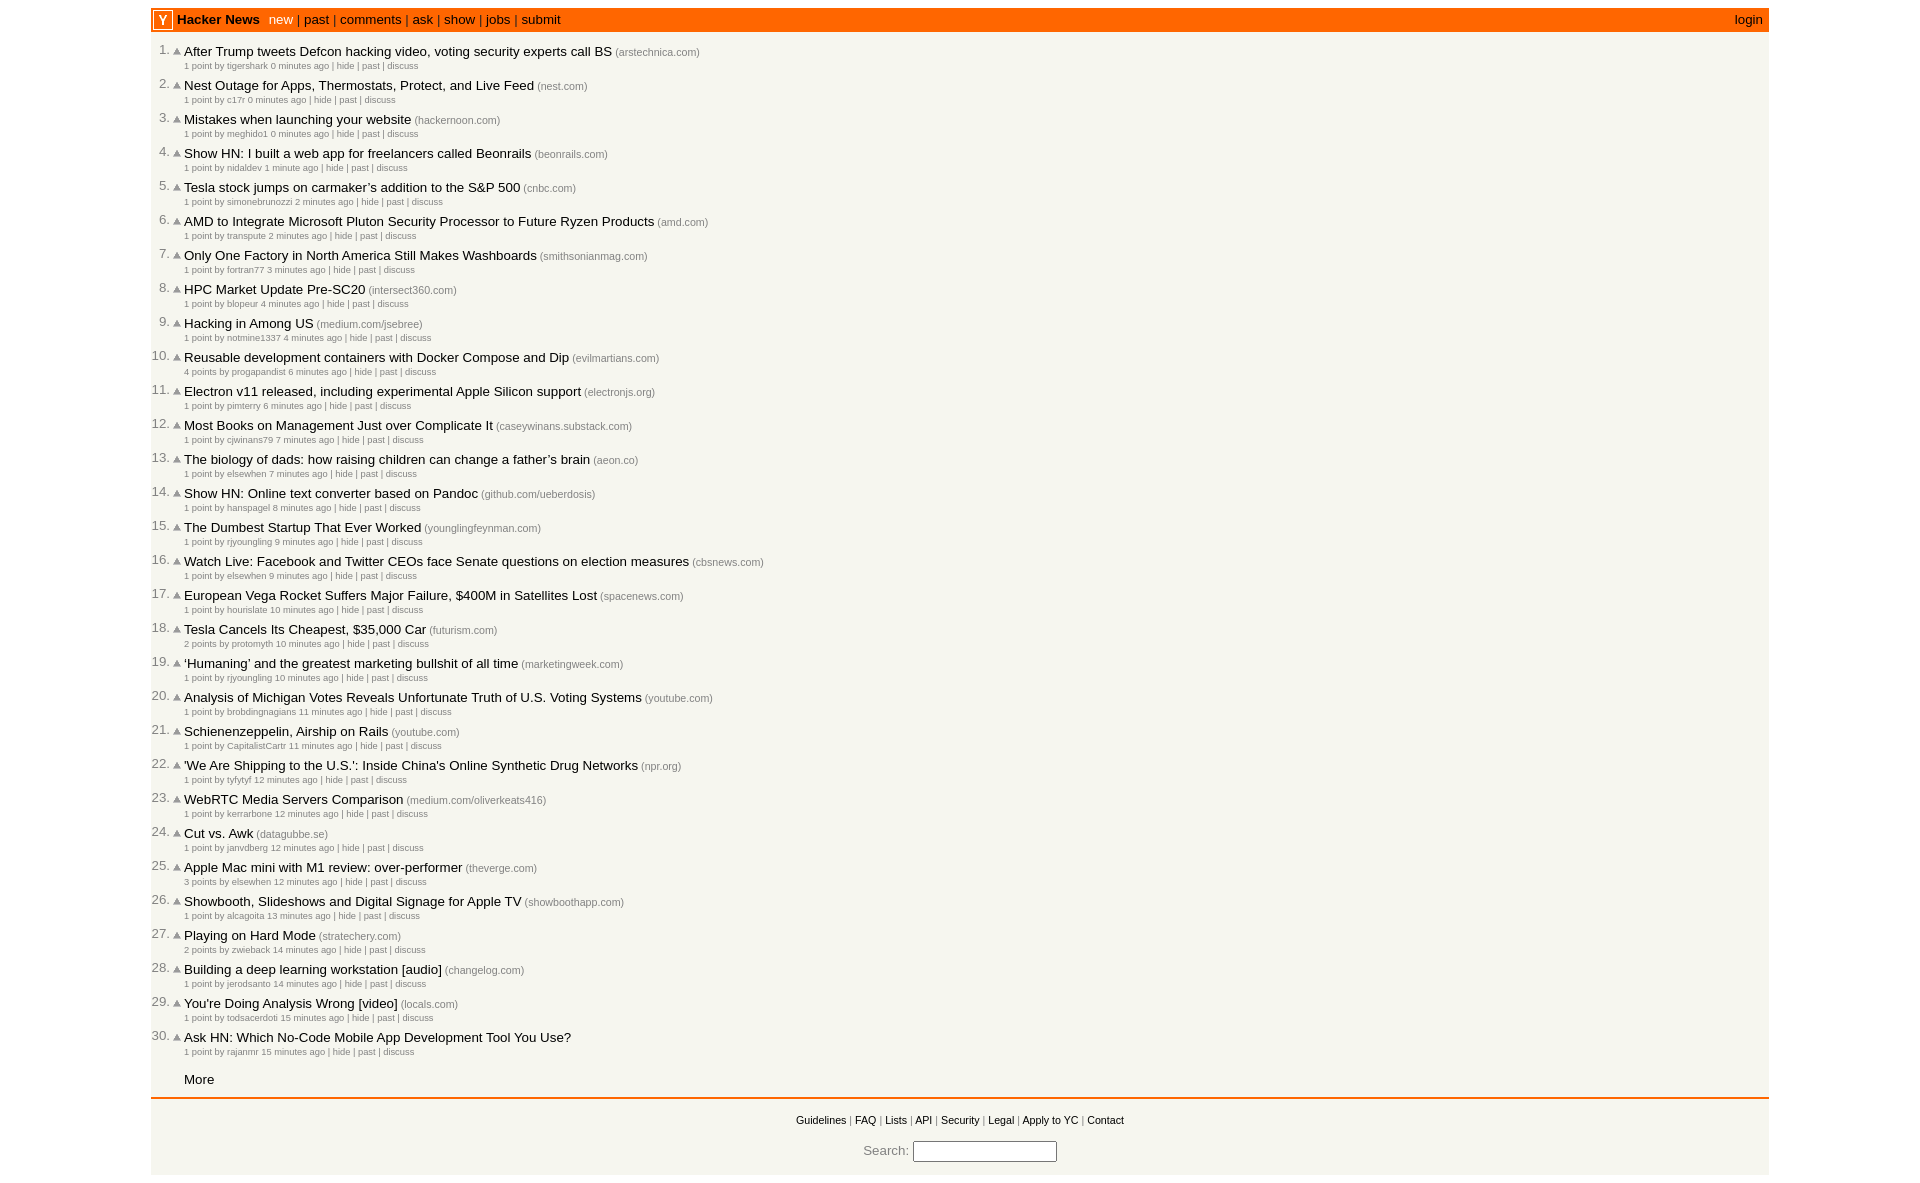 Y Hacker News new | past | comments | ask | show | jobs | submit login
1. After Trump tweets Defcon hacking video, voting security experts call BS (arstechnica.com)
1 point by tigershark 0 minutes ago | hide | past | discuss
2. Nest Outage for Apps, Thermostats, Protect, and Live Feed (nest.com)
1 point by c17r 0 minutes ago | hide | past | discuss
3. Mistakes when launching your website (hackernoon.com)
1 point by meghido1 0 minutes ago | hide | past | discuss
4. Show HN: I built a web app for freelancers called Beonrails (beonrails.com)
1 point by nidaldev 1 minute ago | hide | past | discuss
5. Tesla stock jumps on carmaker’s addition to the S&P 500 (cnbc.com)
1 point by simonebrunozzi 2 minutes ago | hide | past | discuss
6. AMD to Integrate Microsoft Pluton Security Processor to Future Ryzen Products (amd.com)
1 point by transpute 2 minutes ago | hide | past | discuss
7. Only One Factory in North America Still Makes Washboards (smithsonianmag.com)
1 point by fortran77 3 minutes ago | hide | past | discuss
8. HPC Market Update Pre-SC20 (intersect360.com)
1 point by blopeur 4 minutes ago | hide | past | discuss
9. Hacking in Among US (medium.com/jsebree)
1 point by notmine1337 4 minutes ago | hide | past | discuss
10. Reusable development containers with Docker Compose and Dip (evilmartians.com)
4 points by progapandist 6 minutes ago | hide | past | discuss
11. Electron v11 released, including experimental Apple Silicon support (electronjs.org)
1 point by pimterry 6 minutes ago | hide | past | discuss
12. Most Books on Management Just over Complicate It (caseywinans.substack.com)
1 point by cjwinans79 7 minutes ago | hide | past | discuss
13. The biology of dads: how raising children can change a father’s brain (aeon.co)
1 point by elsewhen 7 minutes ago | hide | past | discuss
14. Show HN: Online text converter based on Pandoc (github.com/ueberdosis)
1 point by hanspagel 8 minutes ago | hide | past | discuss
15. The Dumbest Startup That Ever Worked (younglingfeynman.com)
1 point by rjyoungling 9 minutes ago | hide | past | discuss
16. Watch Live: Facebook and Twitter CEOs face Senate questions on election measures (cbsnews.com)
1 point by elsewhen 9 minutes ago | hide | past | discuss
17. European Vega Rocket Suffers Major Failure, $400M in Satellites Lost (spacenews.com)
1 point by hourislate 10 minutes ago | hide | past | discuss
18. Tesla Cancels Its Cheapest, $35,000 Car (futurism.com)
2 points by protomyth 10 minutes ago | hide | past | discuss
19. ‘Humaning’ and the greatest marketing bullshit of all time (marketingweek.com)
1 point by rjyoungling 10 minutes ago | hide | past | discuss
20. Analysis of Michigan Votes Reveals Unfortunate Truth of U.S. Voting Systems (youtube.com)
1 point by brobdingnagians 11 minutes ago | hide | past | discuss
21. Schienenzeppelin, Airship on Rails (youtube.com)
1 point by CapitalistCartr 11 minutes ago | hide | past | discuss
22. 'We Are Shipping to the U.S.': Inside China's Online Synthetic Drug Networks (npr.org)
1 point by tyfytyf 12 minutes ago | hide | past | discuss
23. WebRTC Media Servers Comparison (medium.com/oliverkeats416)
1 point by kerrarbone 12 minutes ago | hide | past | discuss
24. Cut vs. Awk (datagubbe.se)
1 point by janvdberg 12 minutes ago | hide | past | discuss
25. Apple Mac mini with M1 review: over-performer (theverge.com)
3 points by elsewhen 12 minutes ago | hide | past | discuss
26. Showbooth, Slideshows and Digital Signage for Apple TV (showboothapp.com)
1 point by alcagoita 13 minutes ago | hide | past | discuss
27. Playing on Hard Mode (stratechery.com)
2 points by zwieback 14 minutes ago | hide | past | discuss
28. Building a deep learning workstation [audio] (changelog.com)
1 point by jerodsanto 14 minutes ago | hide | past | discuss
29. You're Doing Analysis Wrong [video] (locals.com)
1 point by todsacerdoti 15 minutes ago | hide | past | discuss
30. Ask HN: Which No-Code Mobile App Development Tool You Use?
1 point by rajanmr 15 minutes ago | hide | past | discuss
More
Guidelines | FAQ | Lists | API | Security | Legal | Apply to YC | Contact
Search: